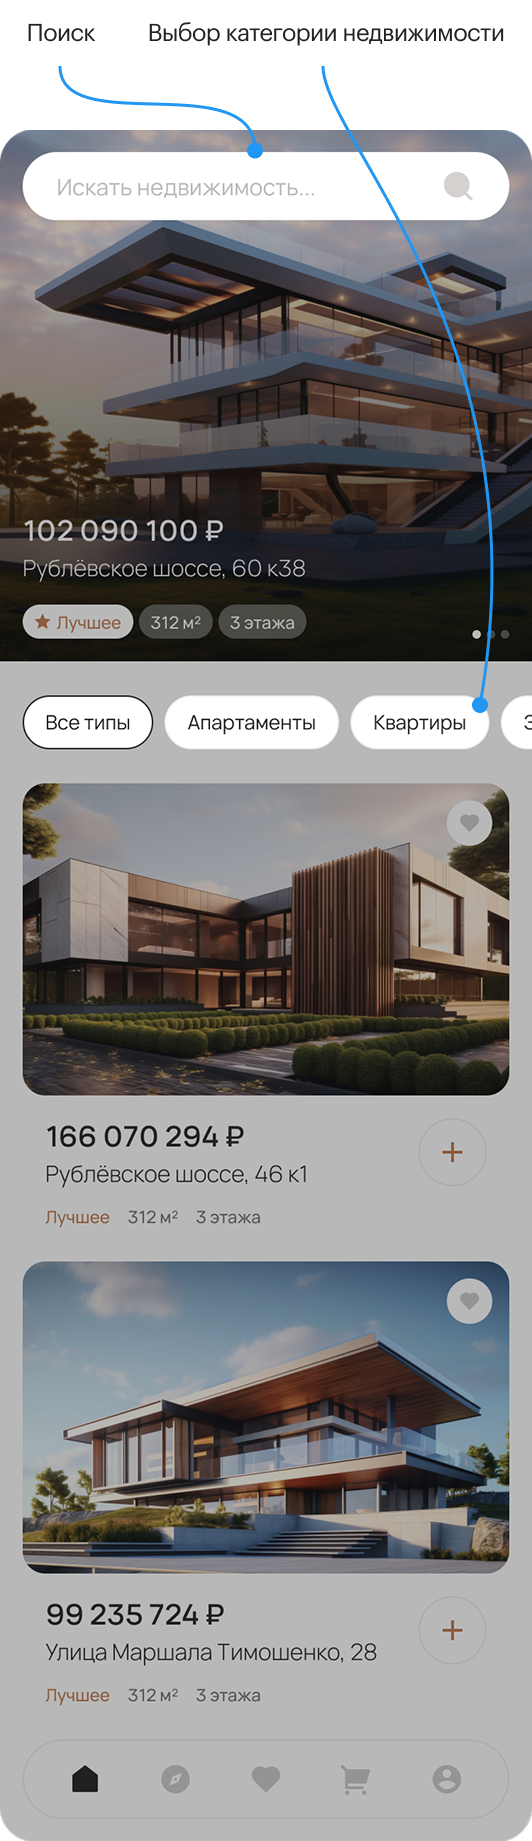 Поиск
Выбор категории недвижимости
Искать недвижимость...
102 090 100 ₽
Рублёвское шоссе, 60 к38
Лучшее
312 м²
3 этажа
Все типы
Апартаменты
Квартиры
166 070 294 ₽
Рублёвское шоссе, 46 к1
Лучшее 312 м² 3 этажа
99 235 724 ₽
Улица Маршала Тимошенко, 28
Лучшее 312 м² 3 этажа